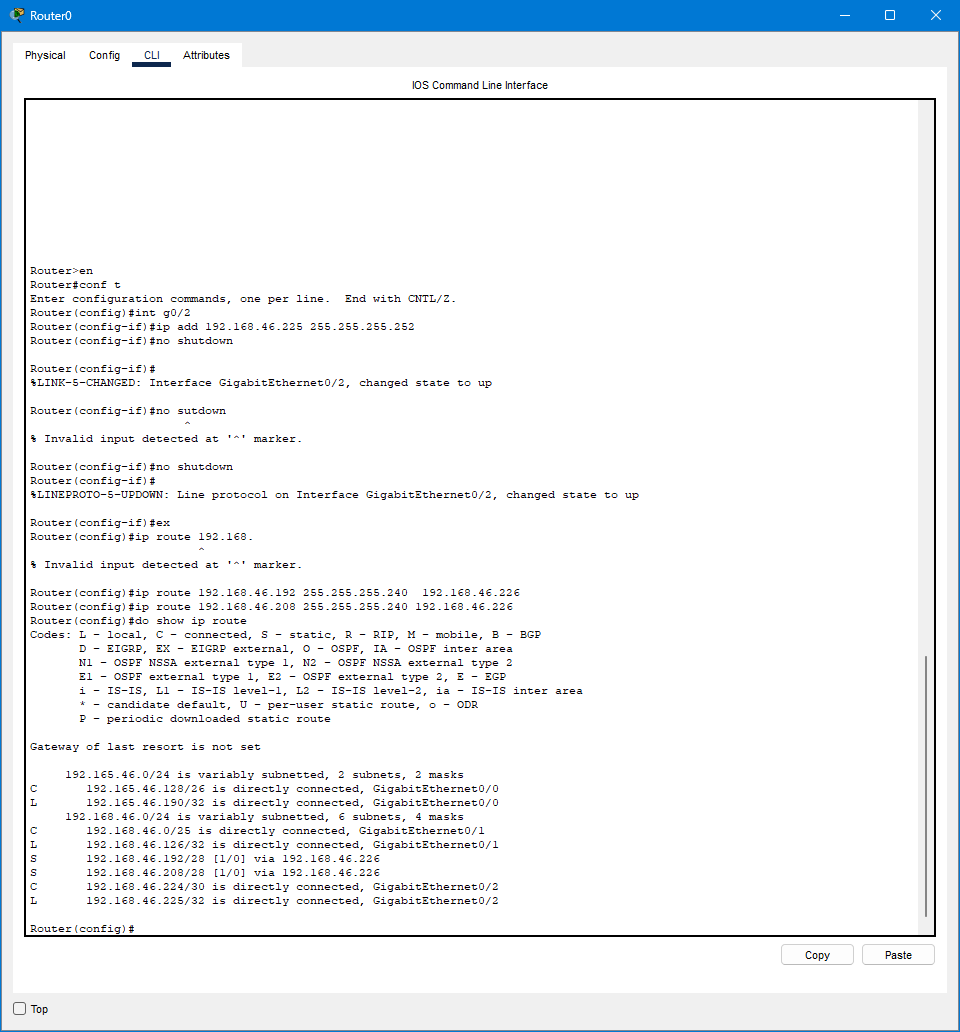 Router0
Physical Config CLI Attributes
IOS Command Line Interface
Router>en
Router#conf t
Enter configuration commands, one per line.  End with CNTL/Z.
Router(config)#int g0/2
Router(config-if)#ip add 192.168.46.225 255.255.255.252
Router(config-if)#no shutdown
Router(config-if)#
%LINK-5-CHANGED: Interface GigabitEthernet0/2, changed state to up
Router(config-if)#no sutdown
                      ^
% Invalid input detected at '^' marker.
Router(config-if)#no shutdown
Router(config-if)#
%LINEPROTO-5-UPDOWN: Line protocol on Interface GigabitEthernet0/2, changed state to up
Router(config-if)#ex
Router(config)#ip route 192.168.
                        ^
% Invalid input detected at '^' marker.
Router(config)#ip route 192.168.46.192 255.255.255.240  192.168.46.226
Router(config)#ip route 192.168.46.208 255.255.255.240 192.168.46.226
Router(config)#do show ip route
Codes: L - local, C - connected, S - static, R - RIP, M - mobile, B - BGP
       D - EIGRP, EX - EIGRP external, O - OSPF, IA - OSPF inter area
       N1 - OSPF NSSA external type 1, N2 - OSPF NSSA external type 2
       E1 - OSPF external type 1, E2 - OSPF external type 2, E - EGP
       i - IS-IS, L1 - IS-IS level-1, L2 - IS-IS level-2, ia - IS-IS inter area
       * - candidate default, U - per-user static route, o - ODR
       P - periodic downloaded static route
Gateway of last resort is not set
     192.165.46.0/24 is variably subnetted, 2 subnets, 2 masks
C       192.165.46.128/26 is directly connected, GigabitEthernet0/0
L       192.165.46.190/32 is directly connected, GigabitEthernet0/0
     192.168.46.0/24 is variably subnetted, 6 subnets, 4 masks
C       192.168.46.0/25 is directly connected, GigabitEthernet0/1
L       192.168.46.126/32 is directly connected, GigabitEthernet0/1
S       192.168.46.192/28 [1/0] via 192.168.46.226
S       192.168.46.208/28 [1/0] via 192.168.46.226
C       192.168.46.224/30 is directly connected, GigabitEthernet0/2
L       192.168.46.225/32 is directly connected, GigabitEthernet0/2
Router(config)#
Copy Paste
Top